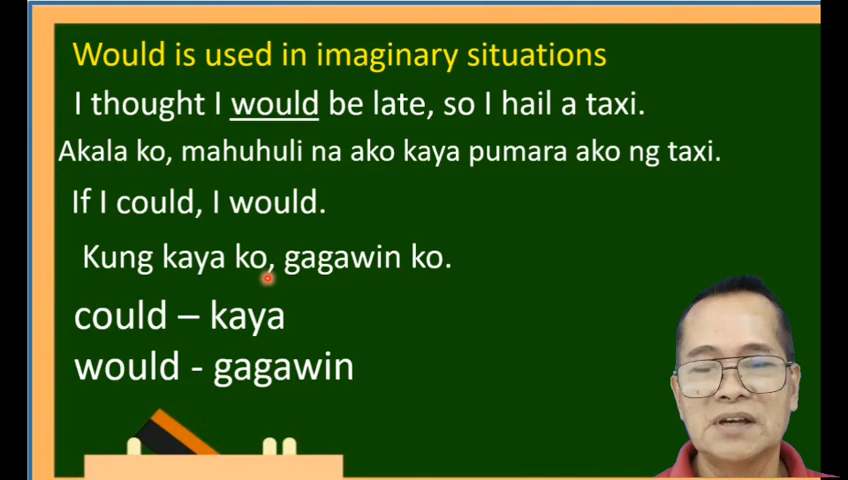 Would is used in imaginary situations
I thought I would be late, so I hail a taxi.
Akala ko, mahuhuli na ako kaya pumara ako ng taxi.
If I could, I would.
Kung kaya ko, gagawin ko.
could – kaya
would - gagawin